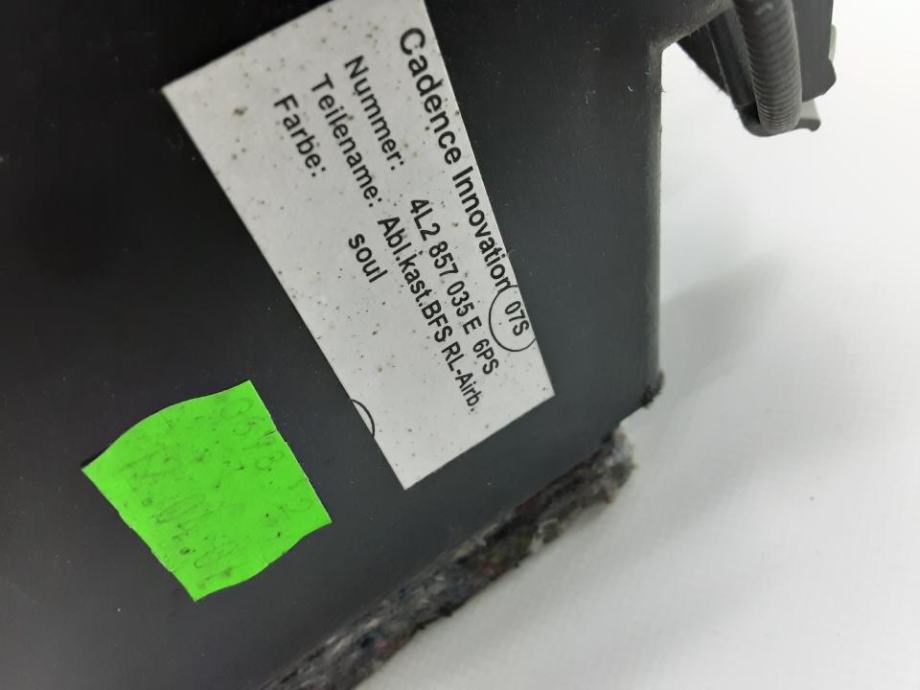 Cadence Innovation 07S
Nummer: 4L2 857 035 E 6PS
Teilename: Abl.kast.BFS RL-Airb.
Farbe: soul